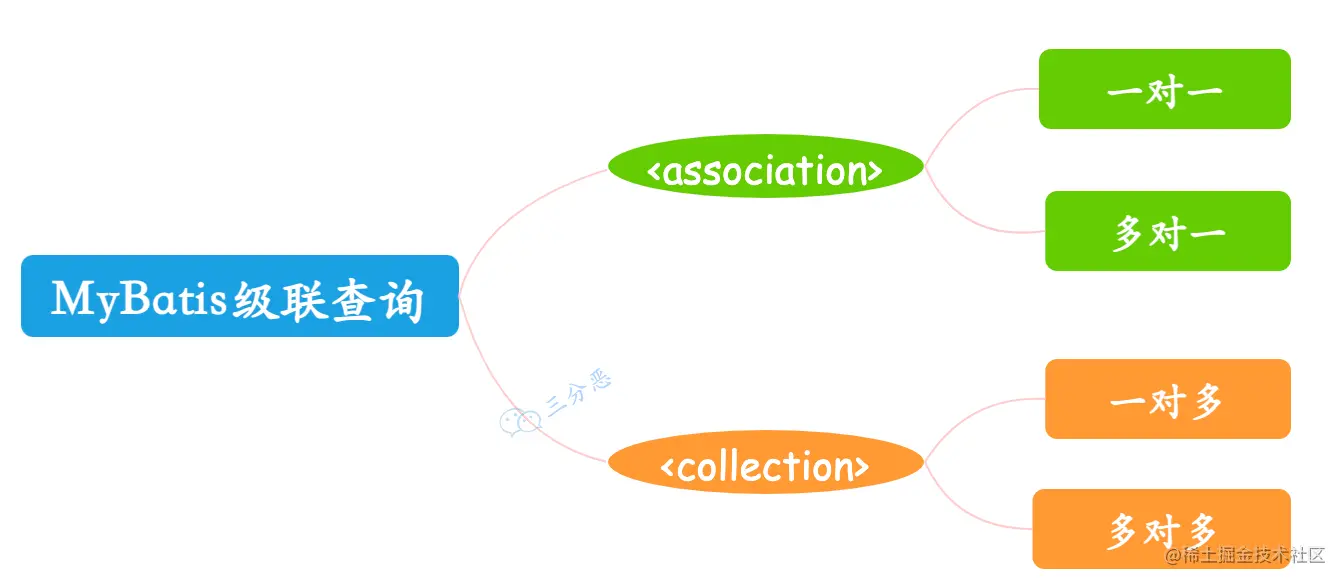 一对一
<association>
多对一
MyBatis级联查询
三分恶
一对多
<collection>
多对多
@稀土掘金技术社区